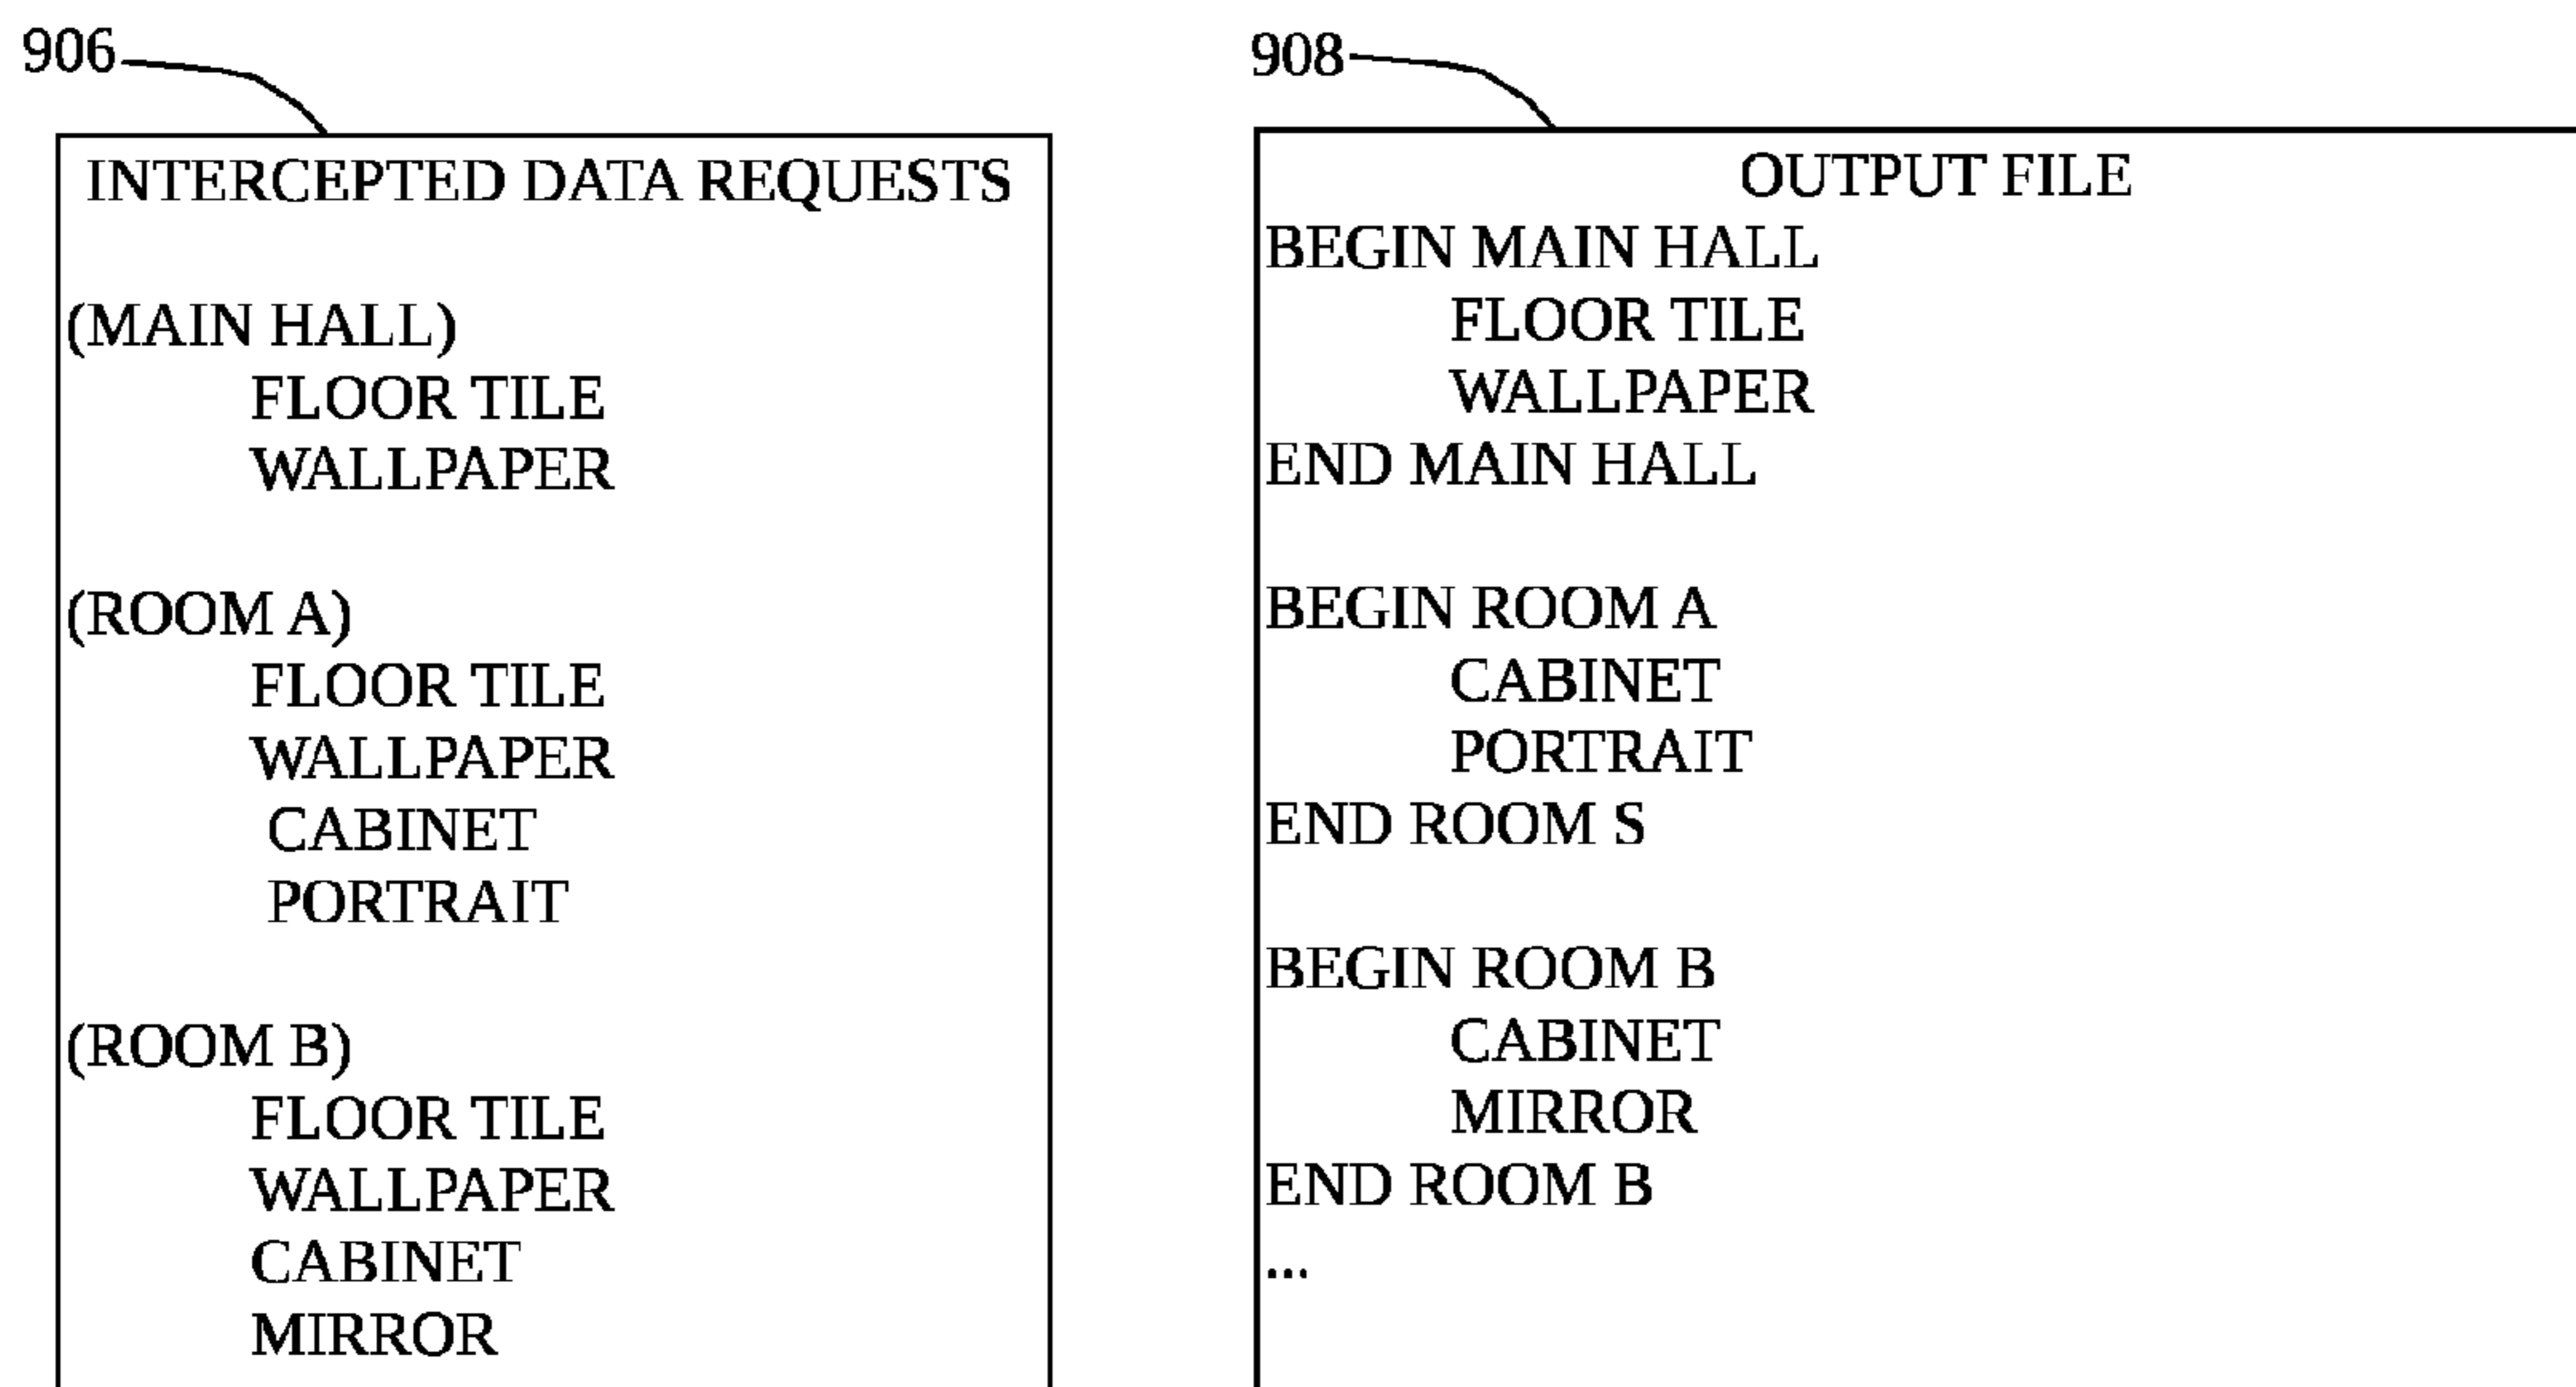 906
INTERCEPTED DATA REQUESTS
(MAIN HALL)
FLOOR TILE
WALLPAPER
(ROOM A)
FLOOR TILE
WALLPAPER
CABINET
PORTRAIT
(ROOM B)
FLOOR TILE
WALLPAPER
CABINET
MIRROR
908
OUTPUT FILE
BEGIN MAIN HALL
FLOOR TILE
WALLPAPER
END MAIN HALL
BEGIN ROOM A
CABINET
PORTRAIT
END ROOM S
BEGIN ROOM B
CABINET
MIRROR
END ROOM B
...